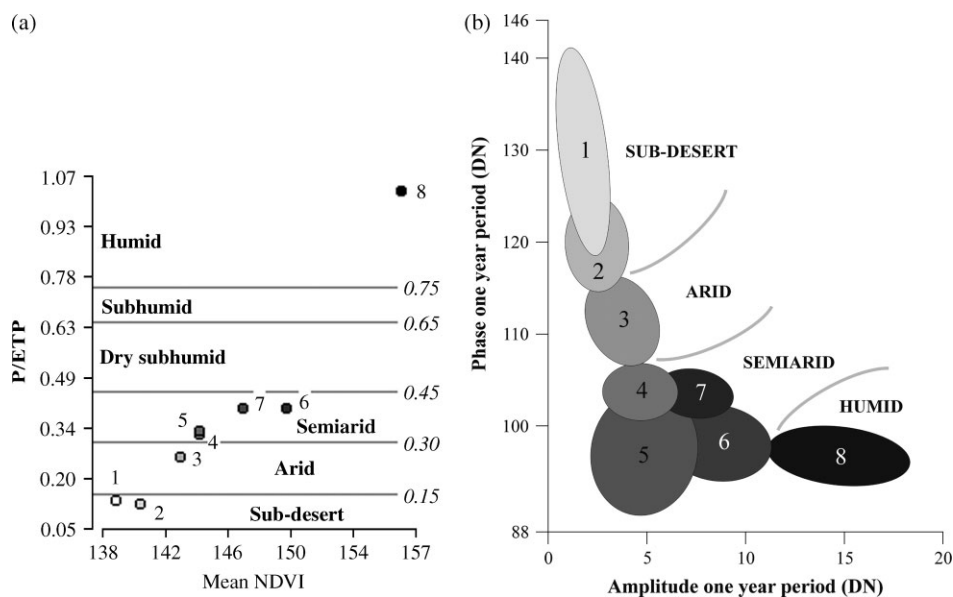 (a)
P/ETP
1.07
0.93
0.78
0.63
0.49
0.34
0.20
0.05
Humid
Subhumid
Dry subhumid
Semiarid
Arid
Sub-desert
0.75
0.65
0.45
0.30
0.15
8
7
6
5
4
3
1
2
138
142
146
150
154
157
Mean NDVI
(b)
Phase one year period (DN)
146
140
130
120
110
100
88
1
SUB-DESERT
2
ARID
3
SEMIARID
4
7
HUMID
5
6
8
0
5
10
15
20
Amplitude one year period (DN)